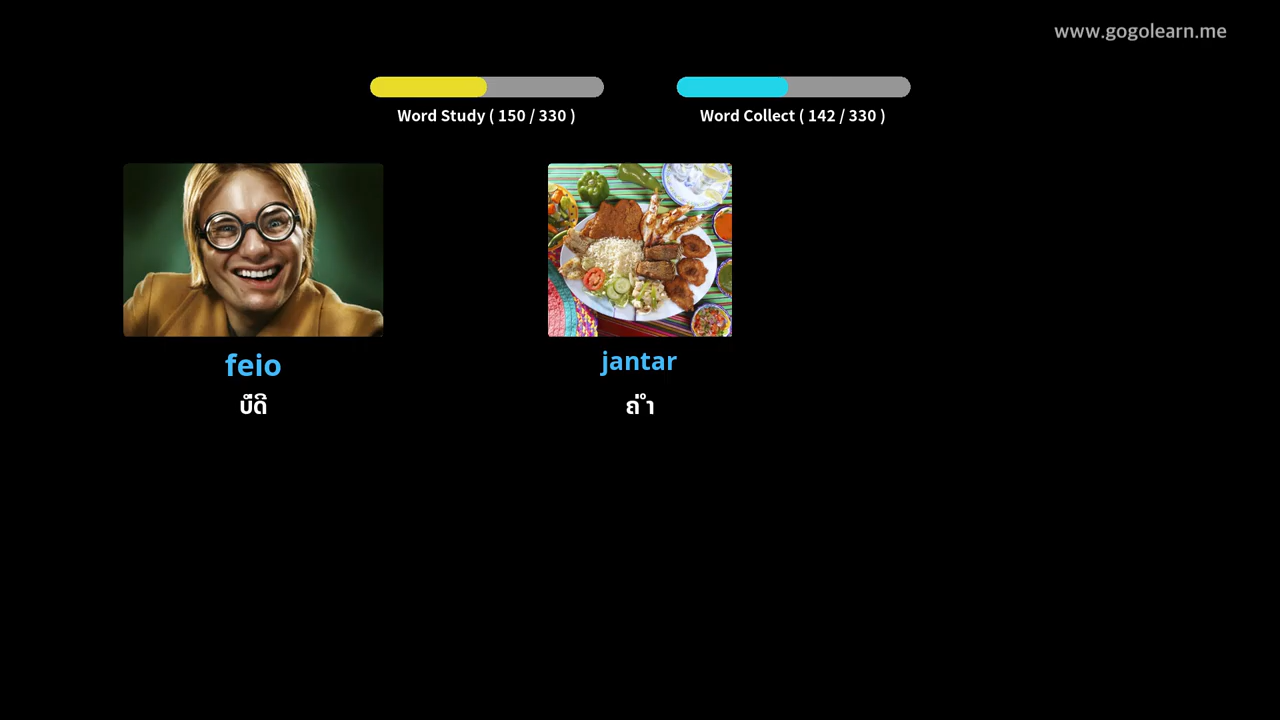 www.gogolearn.me
Word Study ( 150 / 330 )
Word Collect ( 142 / 330 )
feio
jantar
ບໍ່ດີ
ຄ່ໍາ